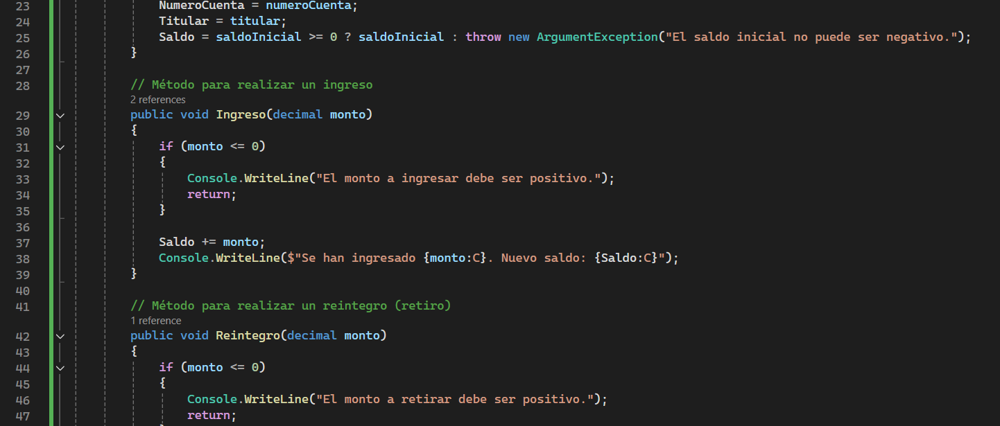 23 NumeroCuenta = numeroCuenta;
24 Titular = titular;
25 Saldo = saldoInicial >= 0 ? saldoInicial : throw new ArgumentException("El saldo inicial no puede ser negativo.");
26 }
27
28 // Método para realizar un ingreso
2 references
29 public void Ingreso(decimal monto)
30 {
31 if (monto <= 0)
32 {
33 Console.WriteLine("El monto a ingresar debe ser positivo.");
34 return;
35 }
36
37 Saldo += monto;
38 Console.WriteLine($"Se han ingresado {monto:C}. Nuevo saldo: {Saldo:C}");
39 }
40
41 // Método para realizar un reintegro (retiro)
1 reference
42 public void Reintegro(decimal monto)
43 {
44 if (monto <= 0)
45 {
46 Console.WriteLine("El monto a retirar debe ser positivo.");
47 return;